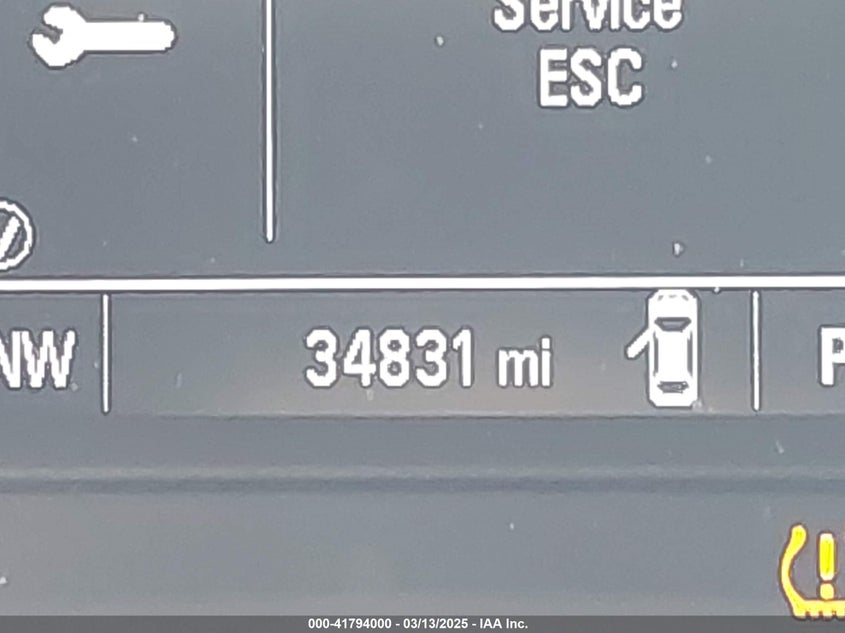 Service
ESC
NW
34831 mi
P
000-41794000 - 03/13/2025 - IAA Inc.